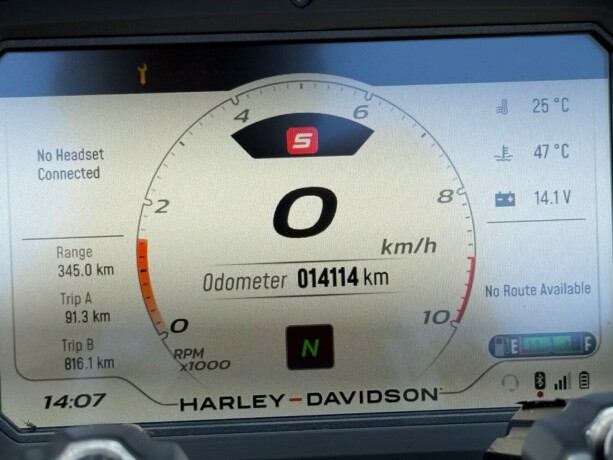 No Headset
Connected
Range
345.0 km
Trip A
91.3 km
Trip B
816.1 km
14:07
0
2
4
6
8
10
RPM
x1000
S
0
km/h
Odometer 014114 km
N
HARLEY-DAVIDSON
25 °C
47 °C
14.1 V
No Route Available
E F